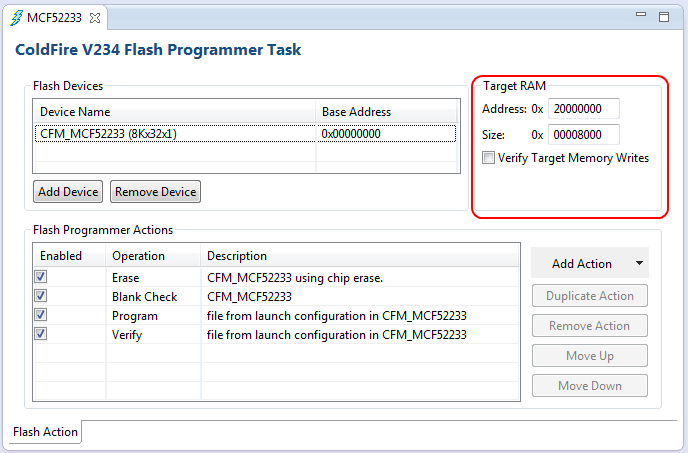 MCF52233
ColdFire V234 Flash Programmer Task
Flash Devices
Device Name Base Address
CFM_MCF52233 (8Kx32x1) 0x00000000
Add Device Remove Device
Target RAM
Address: 0x 20000000
Size: 0x 00008000
Verify Target Memory Writes
Flash Programmer Actions
Enabled Operation Description
Erase CFM_MCF52233 using chip erase.
Blank Check CFM_MCF52233
Program file from launch configuration in CFM_MCF52233
Verify file from launch configuration in CFM_MCF52233
Add Action
Duplicate Action
Remove Action
Move Up
Move Down
Flash Action